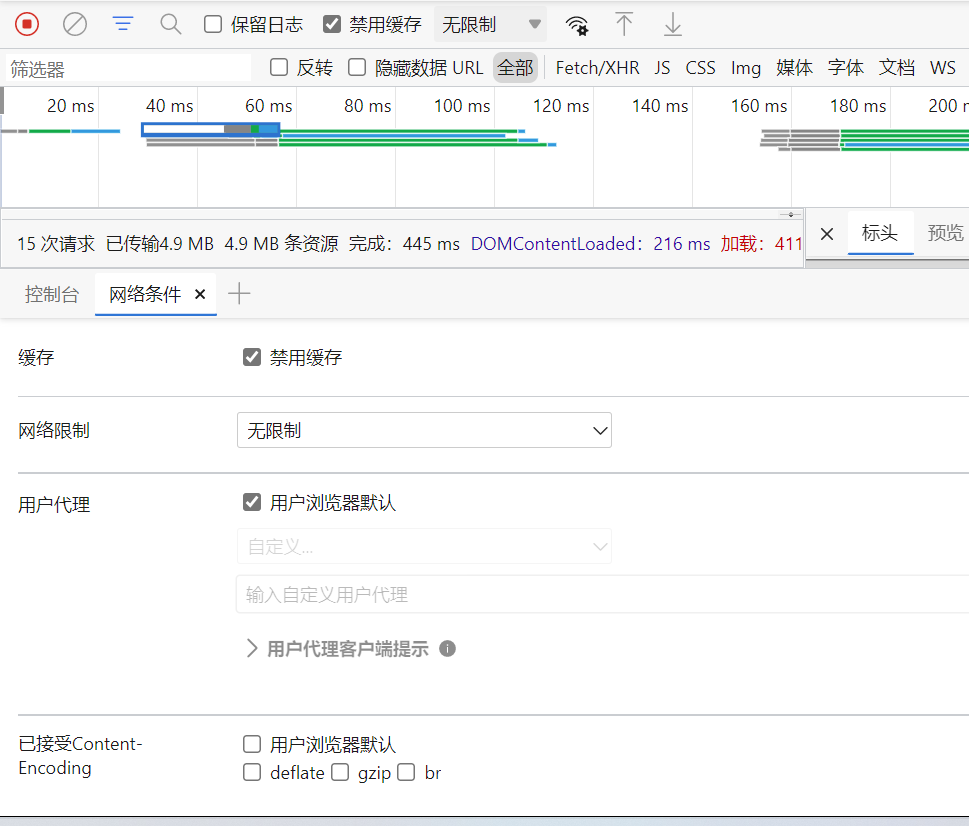 保留日志 禁用缓存 无限制
筛选器 反转 隐藏数据 URL 全部 Fetch/XHR JS CSS Img 媒体 字体 文档 WS
20 ms 40 ms 60 ms 80 ms 100 ms 120 ms 140 ms 160 ms 180 ms 200 m
15 次请求 已传输4.9 MB 4.9 MB 条资源 完成：445 ms DOMContentLoaded：216 ms 加载：411
标头 预览
控制台 网络条件
缓存 禁用缓存
网络限制 无限制
用户代理 用户浏览器默认
自定义...
输入自定义用户代理
用户代理客户端提示
已接受Content-
Encoding
用户浏览器默认
deflate gzip br